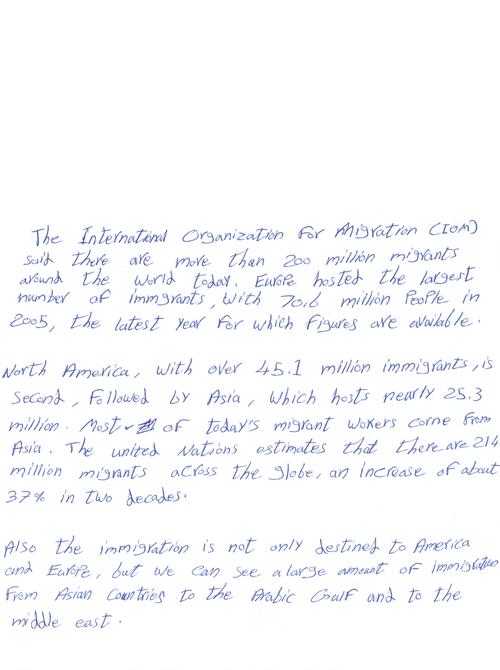 The International Organization For Migration (IOM)
said there are more than 200 million migrants
around the world today. Europe hosted the largest
number of immgrants, with 70.6 million People in
2005, the latest year For which Figures are available.
North America, with over 45.1 million immigrants, is
Second, Followed by Asia, which hosts nearly 25.3
million. Most of today's migrant wokers come From
Asia. The united Nations estimates that there are 214
million migrants across the globe, an Increase of about
37% in two decades.
Also the immigration is not only destined to America
and Europe, but we can see a large amount of immigration
From Asian Countries to the Arabic Gulf and to the
middle east.